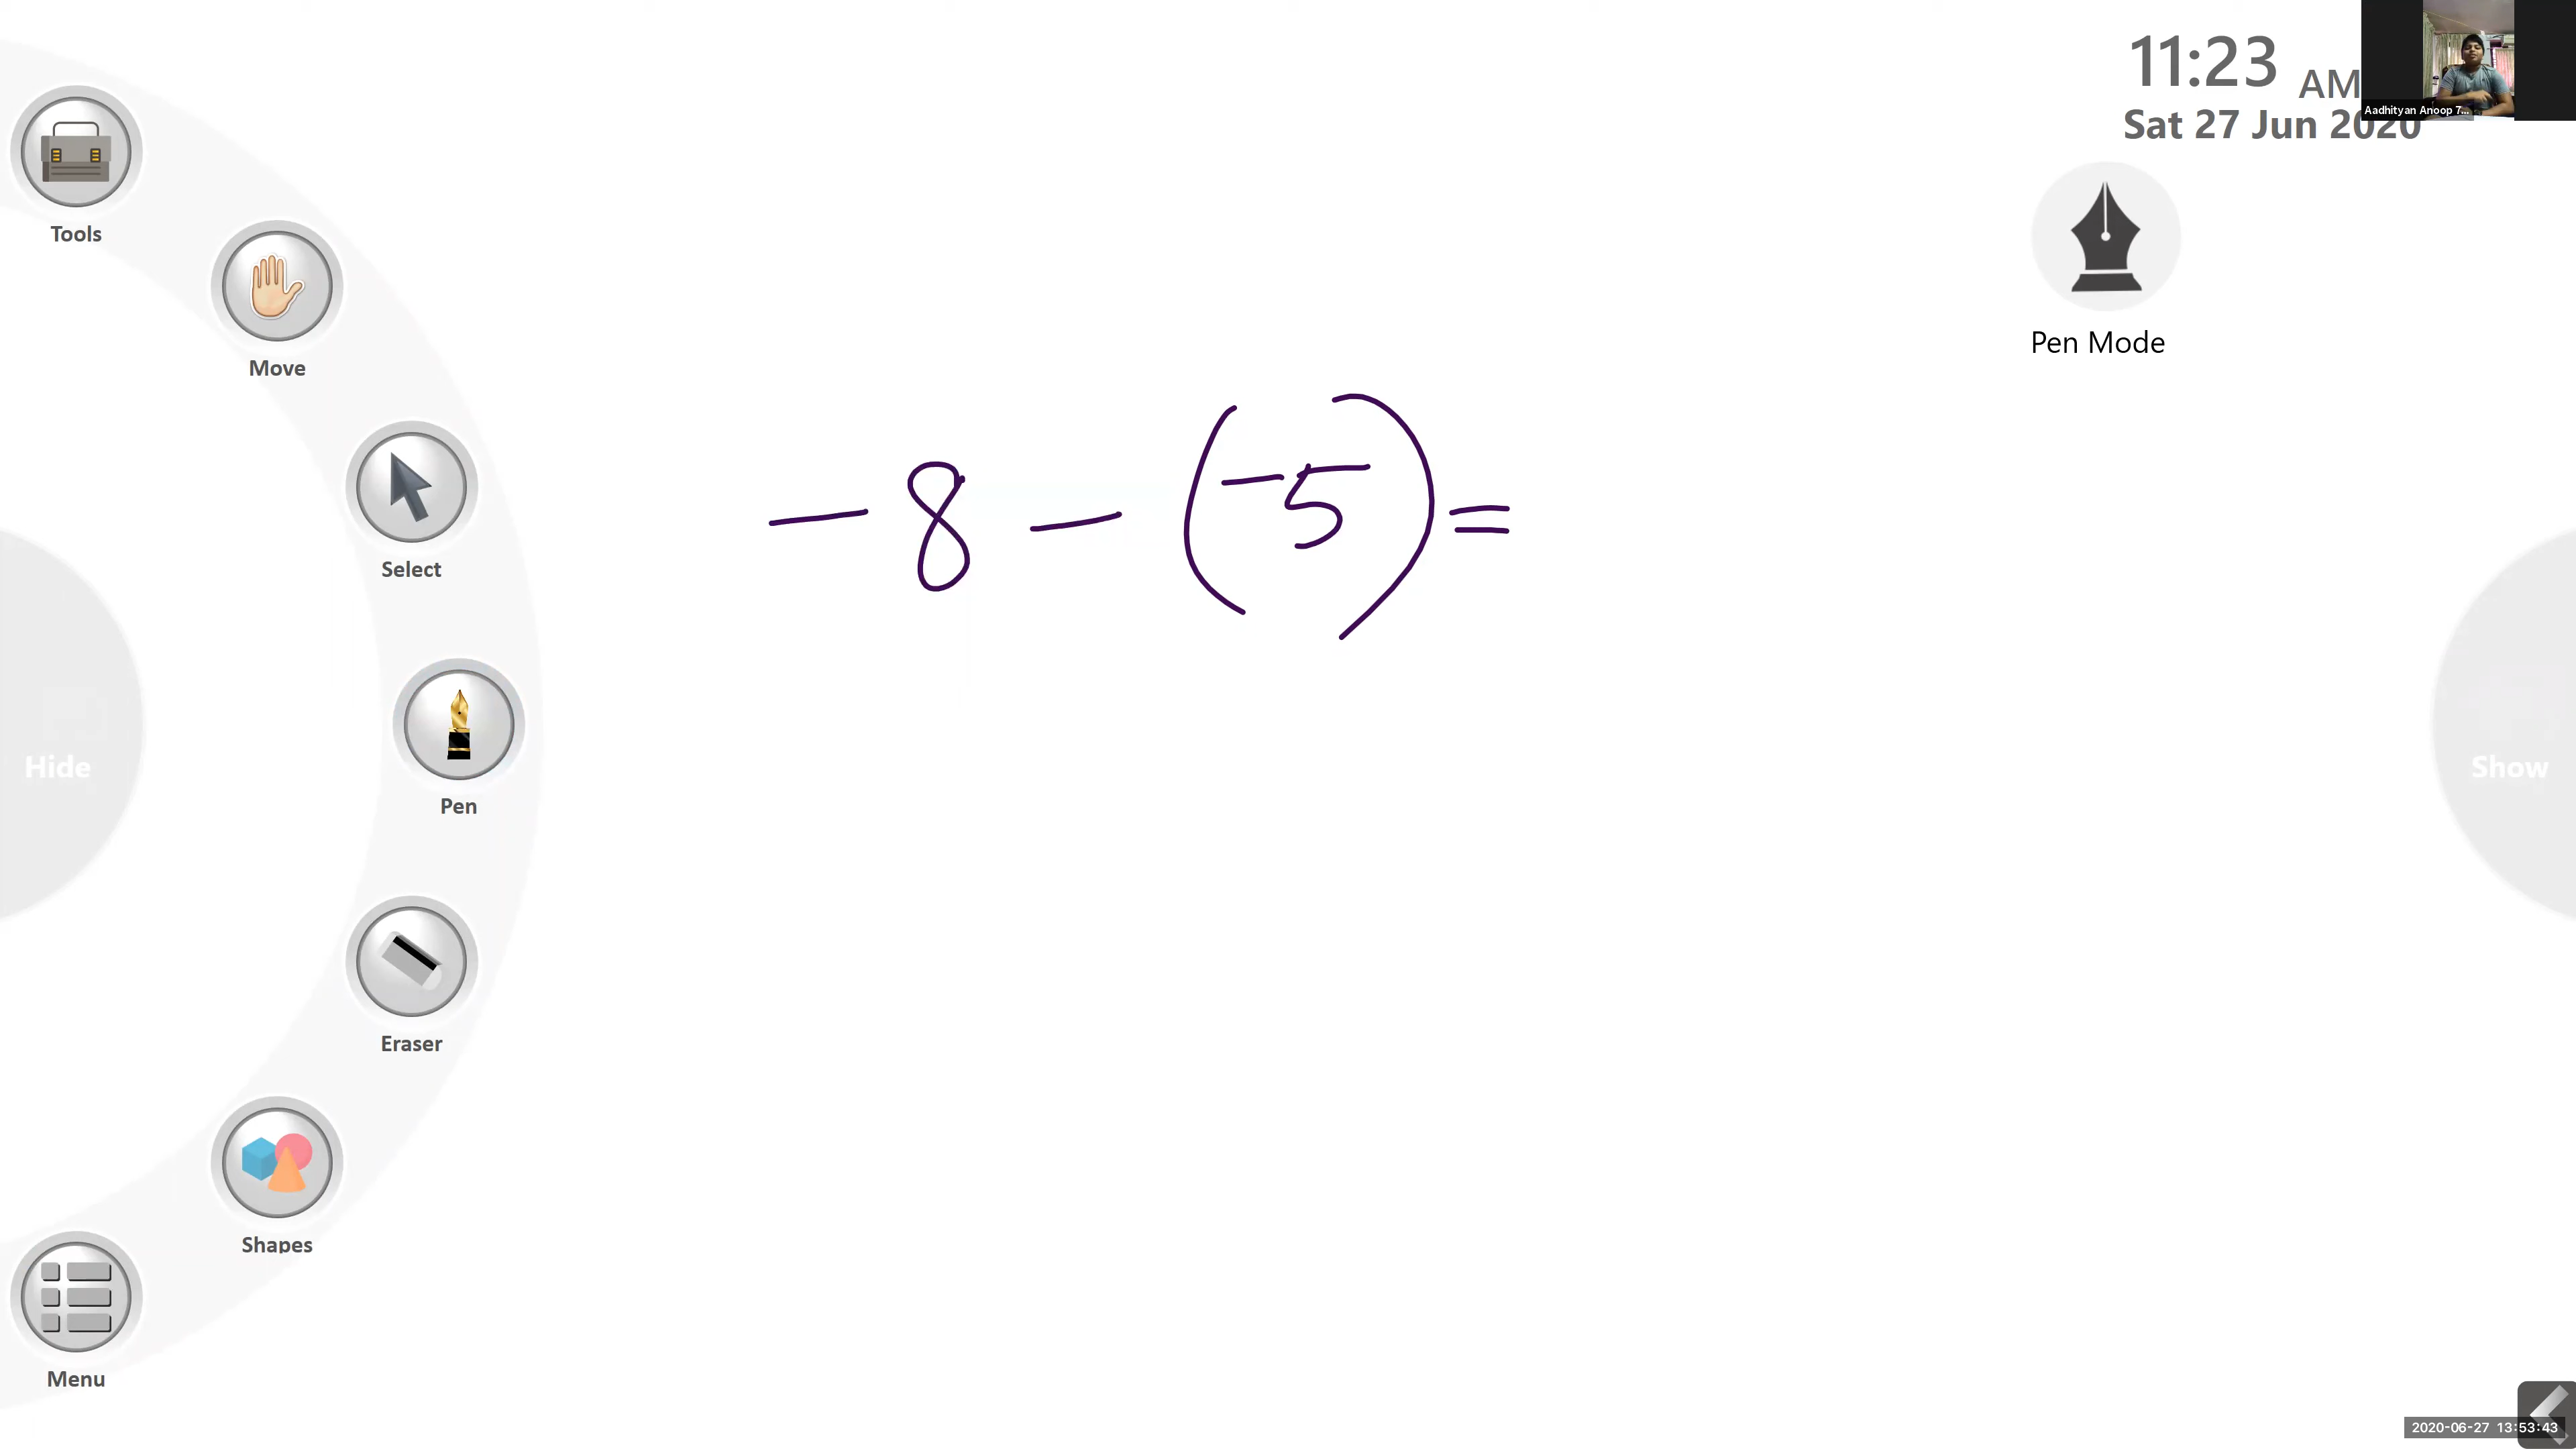 11:23 AM
Aadhityan Anoop 7...
Sat 27 Jun 2020
Tools
Move
Pen Mode
Select
− 8 − (−5) =
Hide
Show
Pen
Eraser
Shapes
Menu
2020-06-27 13:53:43